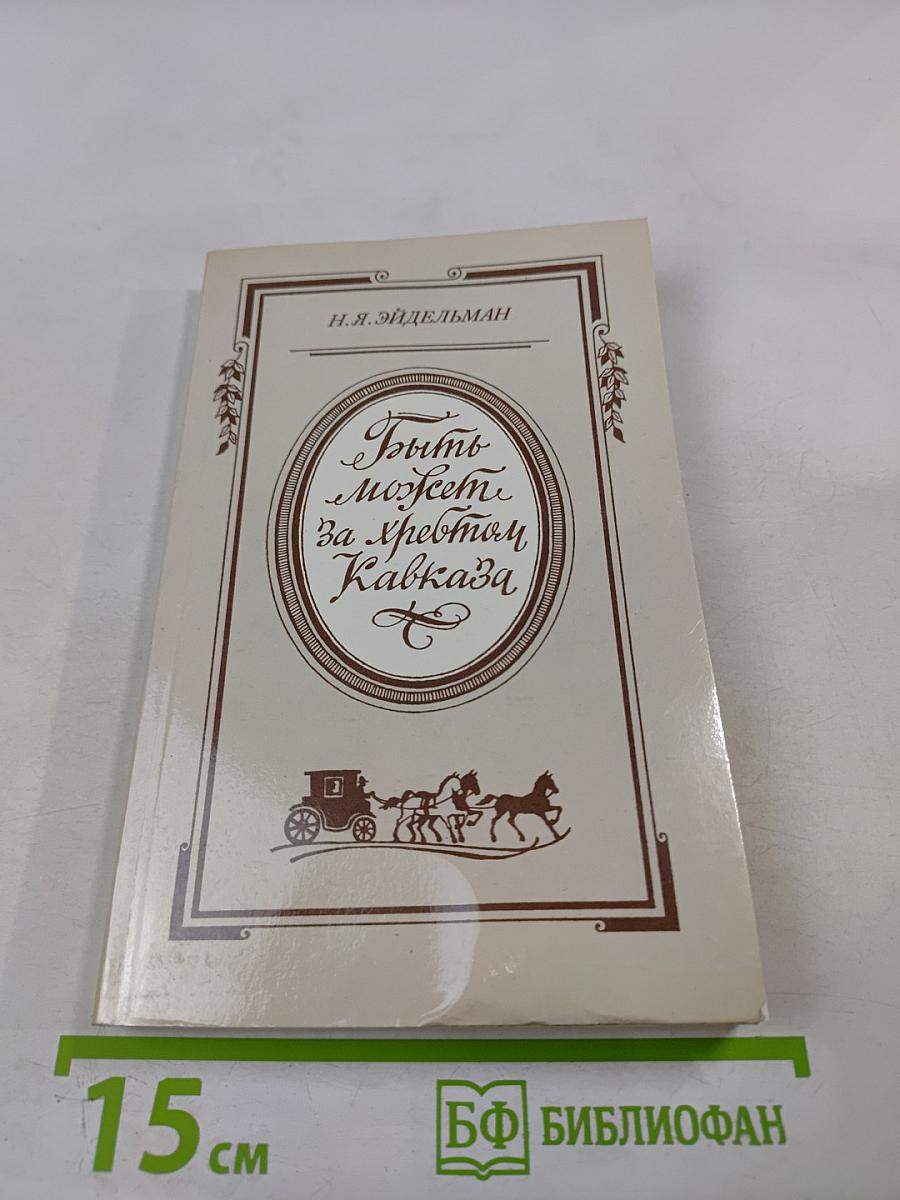 Н.Я.ЭЙДЕЛЬМАН
Быть
может
за хребтом
Кавказа
15 см
БФ БИБЛИОФАН